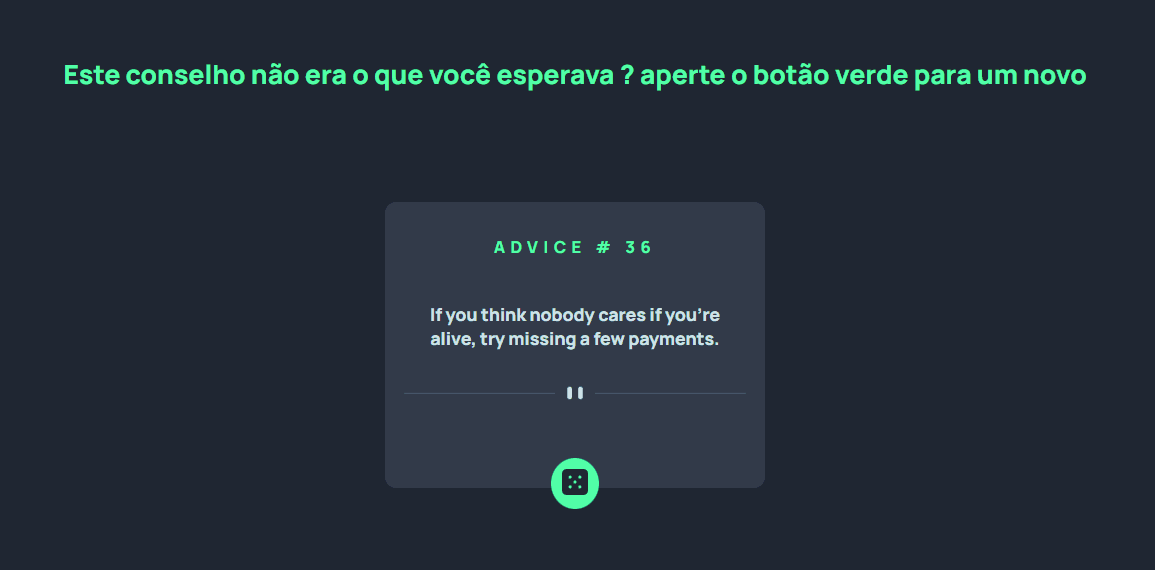 Este conselho não era o que você esperava ? aperte o botão verde para um novo
ADVICE # 36
If you think nobody cares if you’re
alive, try missing a few payments.